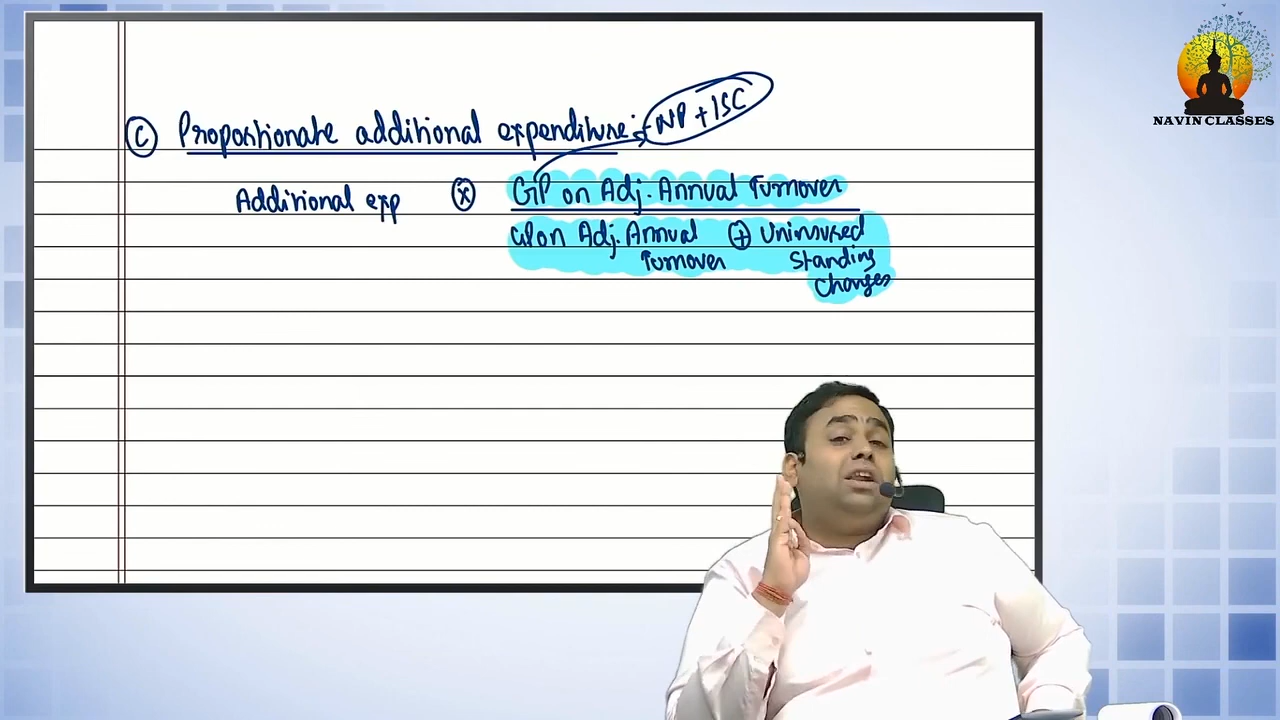 (C) Proportionate additional expenditure:- NP + ISC
Additional exp (x) GP on Adj. Annual Turnover
GP on Adj. Annual (+) Uninsured
Turnover Standing
Charges
NAVIN CLASSES